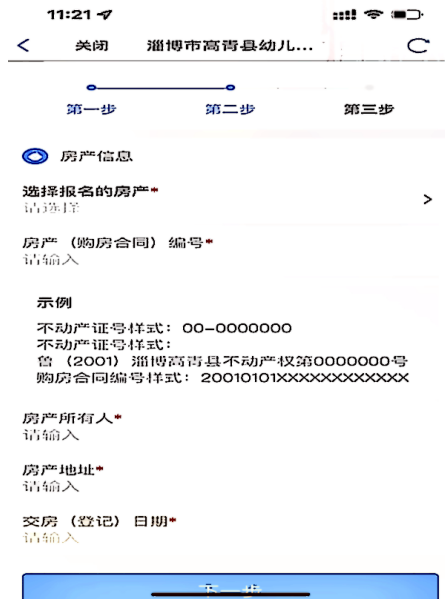 11:21
关闭 淄博市高青县幼儿...
第一步 第二步 第三步
房产信息
选择报名的房产*
请选择
房产（购房合同）编号*
请输入
示例
不动产证号样式：00-0000000
不动产证号样式：
鲁（2001）淄博高青县不动产权第0000000号
购房合同编号样式：20010101XXXXXXXXXXXX
房产所有人*
请输入
房产地址*
请输入
交房（登记）日期*
请输入
下一步